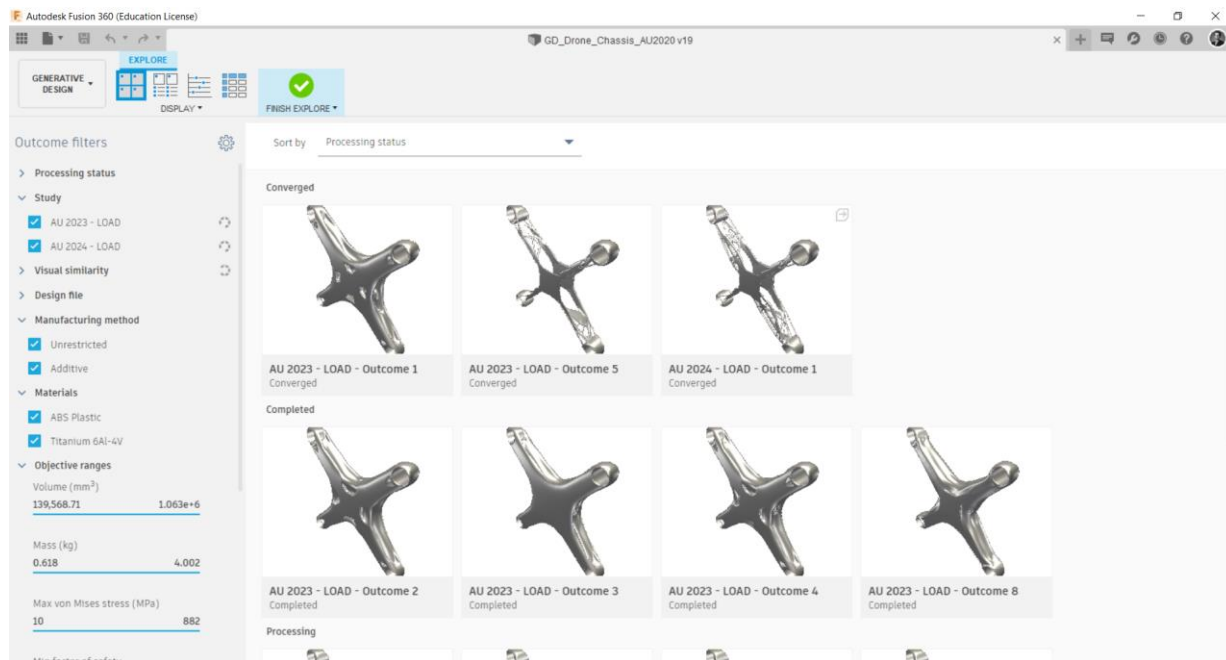 Autodesk Fusion 360 (Education License)
GD_Drone_Chassis_AU2020 v19
EXPLORE
GENERATIVE
DESIGN
DISPLAY
FINISH EXPLORE
Outcome filters
Sort by Processing status
Processing status
Study
AU 2023 - LOAD
AU 2024 - LOAD
Visual similarity
Design file
Manufacturing method
Unrestricted
Additive
Materials
ABS Plastic
Titanium 6Al-4V
Objective ranges
Volume (mm³)
139,568.71 1.063e+6
Mass (kg)
0.618 4.002
Max von Mises stress (MPa)
10 882
Converged
AU 2023 - LOAD - Outcome 1
Converged
AU 2023 - LOAD - Outcome 5
Converged
AU 2024 - LOAD - Outcome 1
Converged
Completed
AU 2023 - LOAD - Outcome 2
Completed
AU 2023 - LOAD - Outcome 3
Completed
AU 2023 - LOAD - Outcome 4
Completed
AU 2023 - LOAD - Outcome 8
Completed
Processing